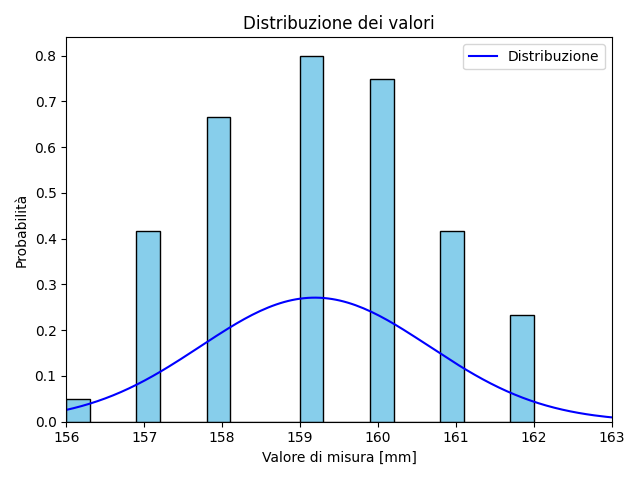 Distribuzione dei valori
Distribuzione
Probabilità
0.8
0.7
0.6
0.5
0.4
0.3
0.2
0.1
0.0
156 157 158 159 160 161 162 163
Valore di misura [mm]